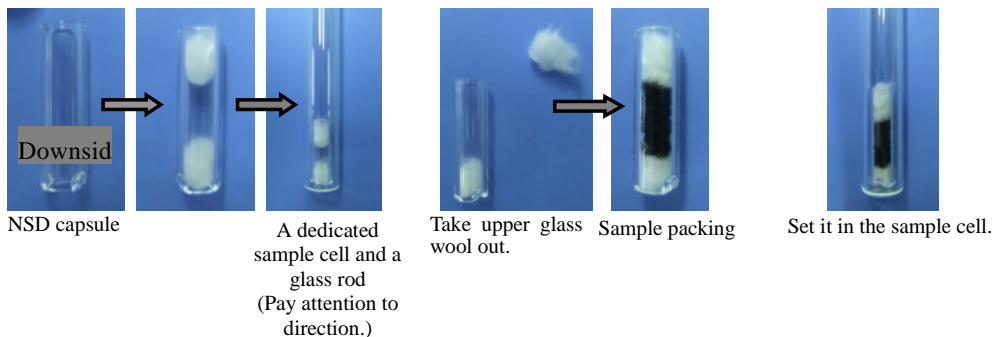 Downsid
NSD capsule
A dedicated
sample cell and a
glass rod
(Pay attention to
direction.)
Take upper glass
wool out.
Sample packing
Set it in the sample cell.